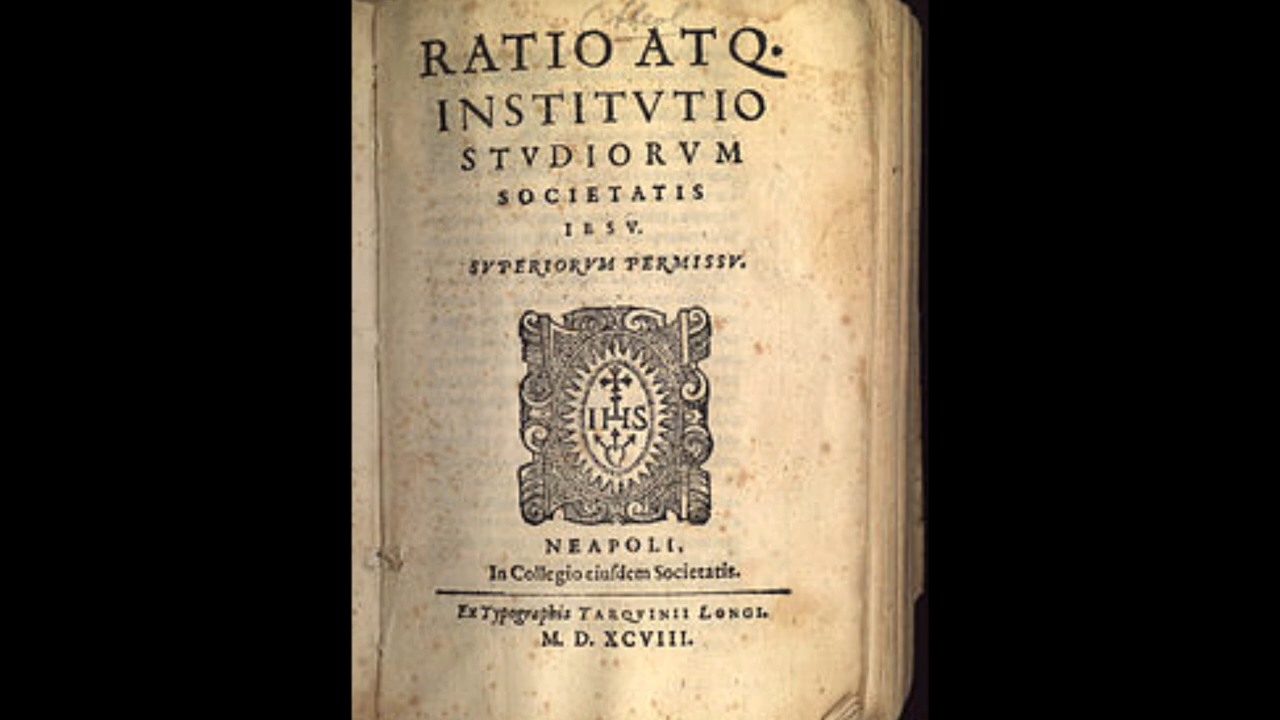 RATIO ATQ.
INSTITVTIO
STVDIORVM
SOCIETATIS
IESV.
SVPERIORVM PERMISSV.
IHS
NEAPOLI,
In Collegio eiuſdem Societatis.
Ex Typographia TARQVINII LONGI.
M. D. XCVIII.